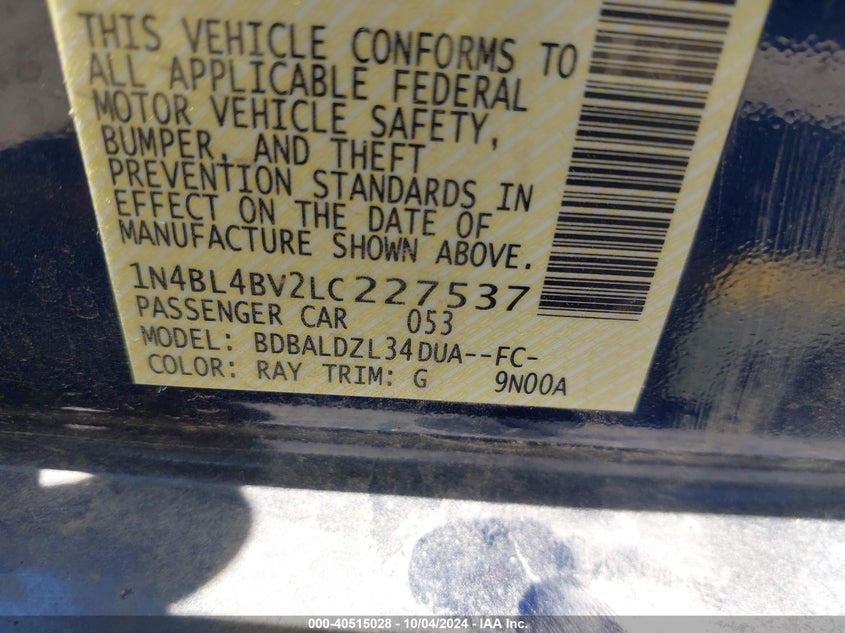 THIS VEHICLE CONFORMS TO
ALL APPLICABLE FEDERAL
MOTOR VEHICLE SAFETY,
BUMPER, AND THEFT
PREVENTION STANDARDS IN
EFFECT ON THE DATE OF
MANUFACTURE SHOWN ABOVE.
1N4BL4BV2LC227537
PASSENGER CAR 053
MODEL: BDBALDZL34DUA--FC-
COLOR: RAY TRIM: G 9N00A
000-40515028 - 10/04/2024 - IAA Inc.